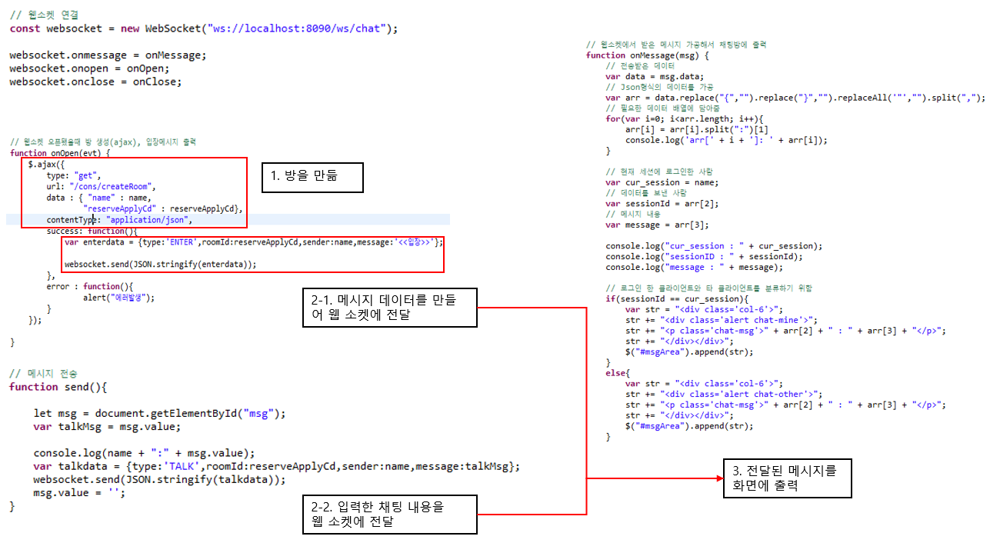 // 웹소켓 연결
const websocket = new WebSocket("ws://localhost:8090/ws/chat");
websocket.onmessage = onMessage;
websocket.onopen = onOpen;
websocket.onclose = onClose;
// 웹소켓 오픈됐을때 방 생성(ajax), 입장메시지 출력
function onOpen(evt) {
$.ajax({
type: "get",
url: "/cons/createRoom",
data : { "name" : name,
"reserveApplyCd" : reserveApplyCd},
contentType: "application/json",
success: function(){
var enterdata = {type:'ENTER',roomId:reserveApplyCd,sender:name,message:'<<입장>>'};
websocket.send(JSON.stringify(enterdata));
},
error : function(){
alert("에러발생");
}
});
}
1. 방을 만듦
2-1. 메시지 데이터를 만들
어 웹 소켓에 전달
// 메시지 전송
function send(){
let msg = document.getElementById("msg");
var talkMsg = msg.value;
console.log(name + ":" + msg.value);
var talkdata = {type:'TALK',roomId:reserveApplyCd,sender:name,message:talkMsg};
websocket.send(JSON.stringify(talkdata));
msg.value = '';
}
2-2. 입력한 채팅 내용을
웹 소켓에 전달
// 웹소켓에서 받은 메시지 가공해서 채팅방에 출력
function onMessage(msg) {
// 전송받은 데이터
var data = msg.data;
// Json형식의 데이터를 가공
var arr = data.replace("{","").replace("}","").replaceAll('"',"").split(",");
// 필요한 데이터 배열에 담아줌
for(var i=0; i<arr.length; i++){
arr[i] = arr[i].split(":")[1]
console.log('arr[' + i + ']: ' + arr[i]);
}
// 현재 세션에 로그인한 사람
var cur_session = name;
// 데이터를 보낸 사람
var sessionId = arr[2];
// 메시지 내용
var message = arr[3];
console.log("cur_session : " + cur_session);
console.log("sessionID : " + sessionId);
console.log("message : " + message);
// 로그인 한 클라이언트와 타 클라이언트를 분류하기 위함
if(sessionId == cur_session){
var str = "<div class='col-6'>";
str += "<div class='alert chat-mine'>";
str += "<p class='chat-msg'>" + arr[2] + " : " + arr[3] + "</p>";
str += "</div></div>";
$("#msgArea").append(str);
}
else{
var str = "<div class='col-6'>";
str += "<div class='alert chat-other'>";
str += "<p class='chat-msg'>" + arr[2] + " : " + arr[3] + "</p>";
str += "</div></div>";
$("#msgArea").append(str);
}
3. 전달된 메시지를
화면에 출력